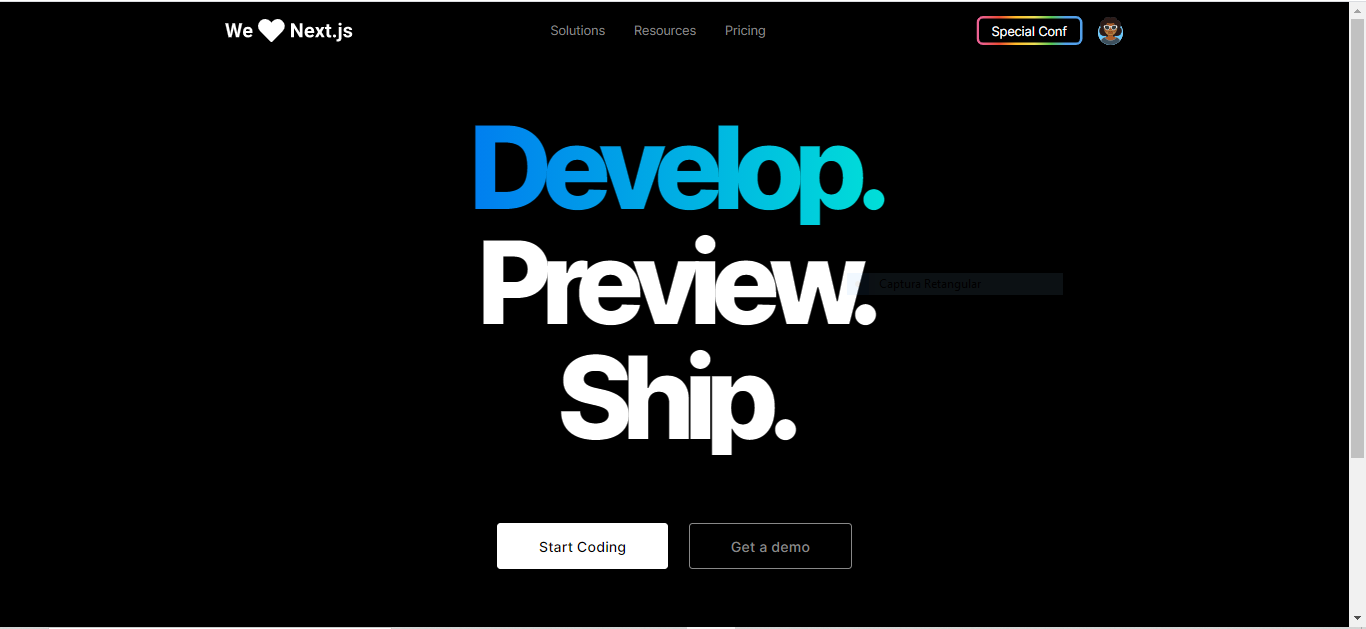 We Next.js
Solutions Resources Pricing
Special Conf
Develop.
Preview.
Captura Retangular
Ship.
Start Coding
Get a demo